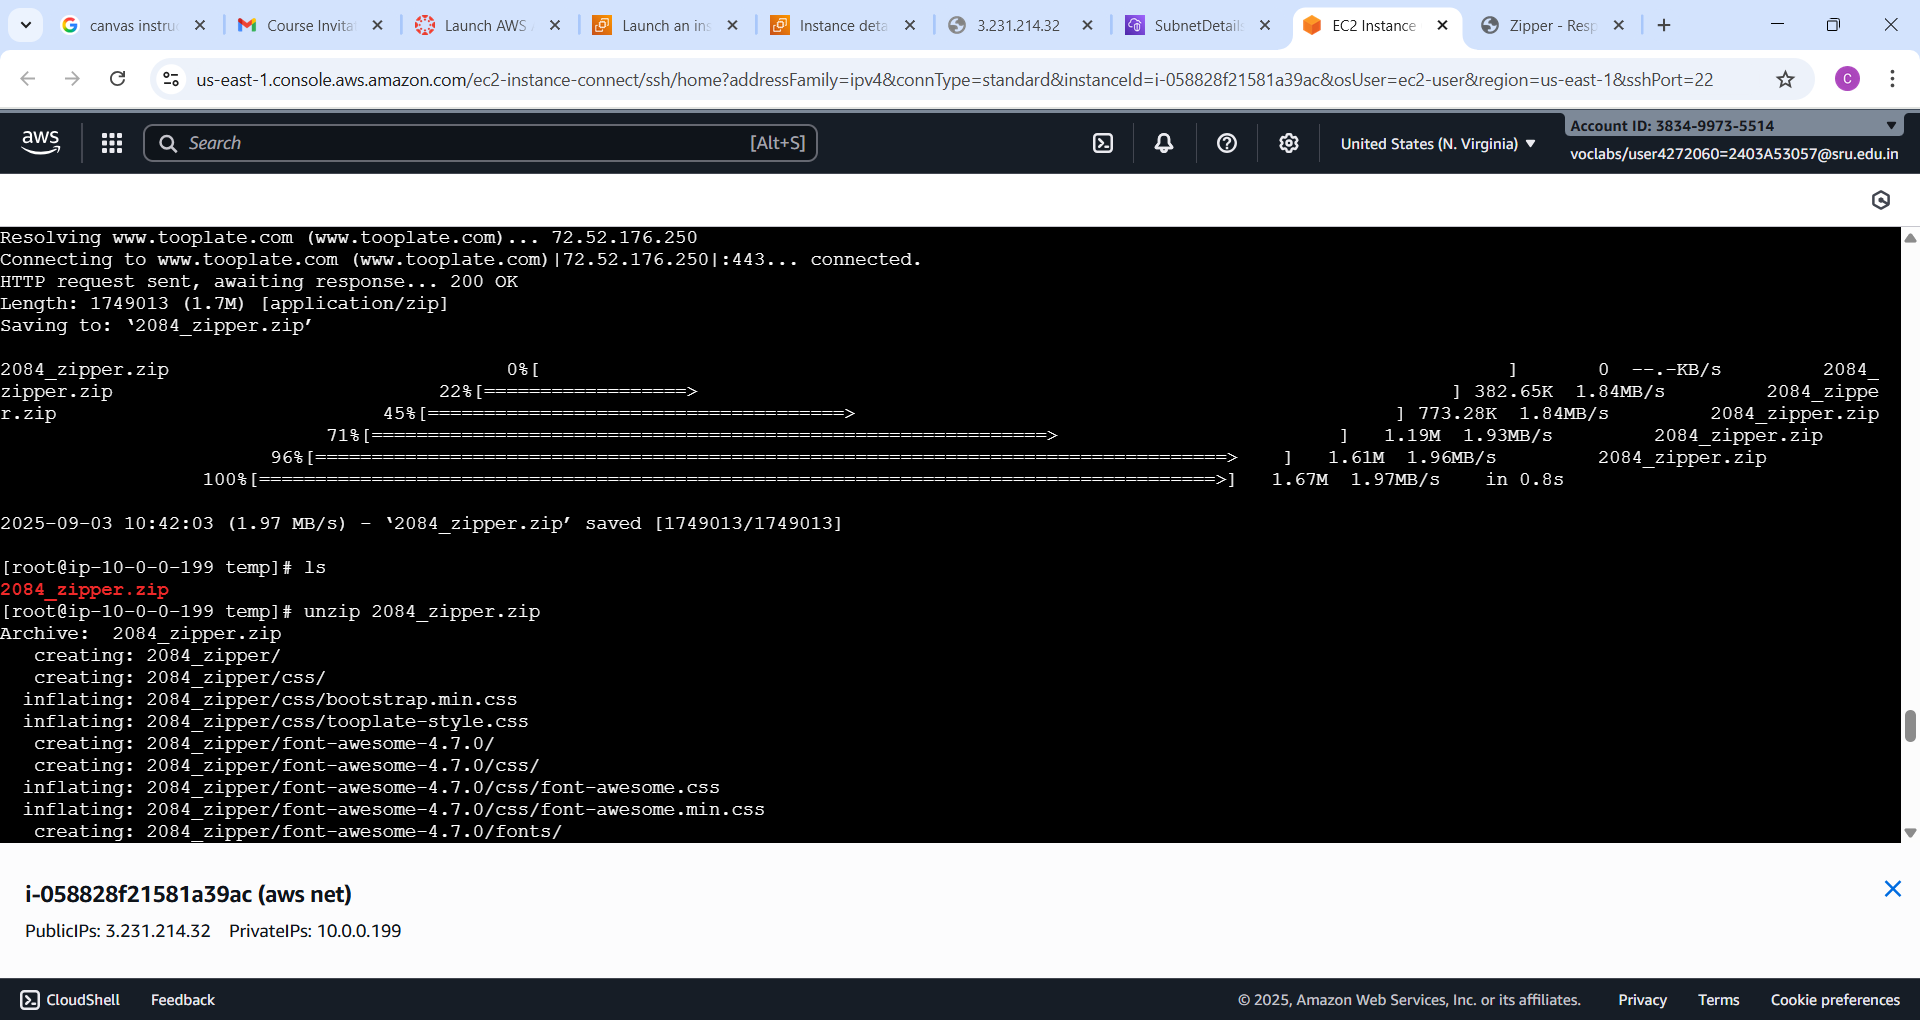 canvas instru
Course Invitat
Launch AWS
Launch an ins
Instance deta
3.231.214.32
SubnetDetails
EC2 Instance
Zipper - Resp
us-east-1.console.aws.amazon.com/ec2-instance-connect/ssh/home?addressFamily=ipv4&connType=standard&instanceId=i-058828f21581a39ac&osUser=ec2-user&region=us-east-1&sshPort=22
C
aws
Search [Alt+S]
United States (N. Virginia)
Account ID: 3834-9973-5514
voclabs/user4272060=2403A53057@sru.edu.in
Resolving www.tooplate.com (www.tooplate.com)... 72.52.176.250
Connecting to www.tooplate.com (www.tooplate.com)|72.52.176.250|:443... connected.
HTTP request sent, awaiting response... 200 OK
Length: 1749013 (1.7M) [application/zip]
Saving to: ‘2084_zipper.zip’
2084_zipper.zip 0%[ ] 0 --.-KB/s 2084_
zipper.zip 22%[==================> ] 382.65K 1.84MB/s 2084_zippe
r.zip 45%[=====================================> ] 773.28K 1.84MB/s 2084_zipper.zip
71%[============================================================> ] 1.19M 1.93MB/s 2084_zipper.zip
96%[=================================================================================> ] 1.61M 1.96MB/s 2084_zipper.zip
100%[=====================================================================================>] 1.67M 1.97MB/s in 0.8s
2025-09-03 10:42:03 (1.97 MB/s) - ‘2084_zipper.zip’ saved [1749013/1749013]
[root@ip-10-0-0-199 temp]# ls
2084_zipper.zip
[root@ip-10-0-0-199 temp]# unzip 2084_zipper.zip
Archive: 2084_zipper.zip
creating: 2084_zipper/
creating: 2084_zipper/css/
inflating: 2084_zipper/css/bootstrap.min.css
inflating: 2084_zipper/css/tooplate-style.css
creating: 2084_zipper/font-awesome-4.7.0/
creating: 2084_zipper/font-awesome-4.7.0/css/
inflating: 2084_zipper/font-awesome-4.7.0/css/font-awesome.css
inflating: 2084_zipper/font-awesome-4.7.0/css/font-awesome.min.css
creating: 2084_zipper/font-awesome-4.7.0/fonts/
i-058828f21581a39ac (aws net)
PublicIPs: 3.231.214.32 PrivateIPs: 10.0.0.199
CloudShell Feedback © 2025, Amazon Web Services, Inc. or its affiliates. Privacy Terms Cookie preferences